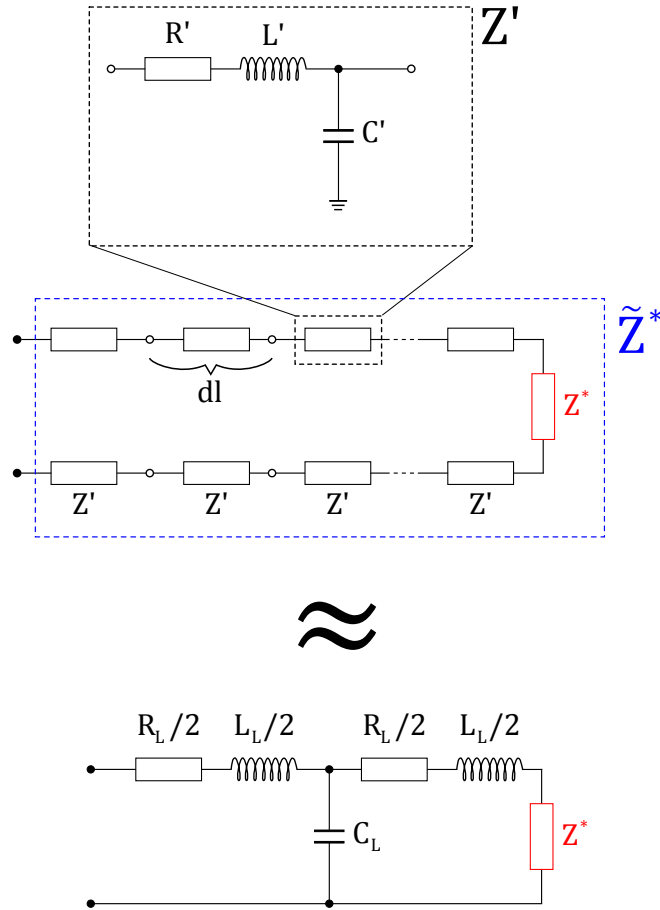 Z'
R' L'
C'
Z̃*
dl
Z*
Z' Z' Z' Z'
≈
R_L/2 L_L/2 R_L/2 L_L/2
C_L
Z*